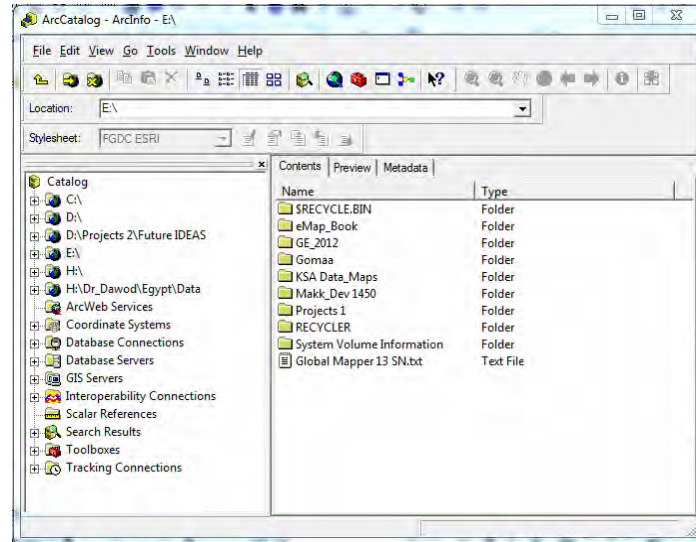 ArcCatalog - ArcInfo - E:\
File Edit View Go Tools Window Help
Location: E:\
Stylesheet: FGDC ESRI
Contents Preview Metadata
Catalog
C:\
D:\
D:\Projects 2\Future IDEAS
E:\
H:\
H:\Dr_Dawod\Egypt\Data
ArcWeb Services
Coordinate Systems
Database Connections
Database Servers
GIS Servers
Interoperability Connections
Scalar References
Search Results
Toolboxes
Tracking Connections
Name Type
$RECYCLE.BIN Folder
eMap_Book Folder
GE_2012 Folder
Gomaa Folder
KSA Data_Maps Folder
Makk_Dev 1450 Folder
Projects 1 Folder
RECYCLER Folder
System Volume Information Folder
Global Mapper 13 SN.txt Text File